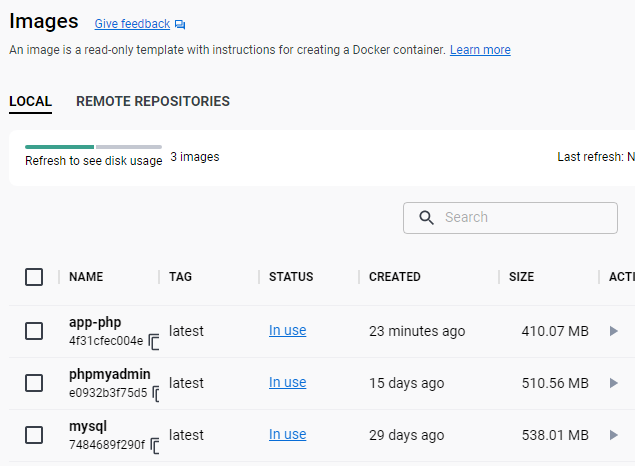 Images Give feedback
An image is a read-only template with instructions for creating a Docker container. Learn more
LOCAL REMOTE REPOSITORIES
Refresh to see disk usage 3 images Last refresh: N
Search
NAME TAG STATUS CREATED SIZE ACTI
app-php latest In use 23 minutes ago 410.07 MB
4f31cfec004e
phpmyadmin latest In use 15 days ago 510.56 MB
e0932b3f75d5
mysql latest In use 29 days ago 538.01 MB
7484689f290f